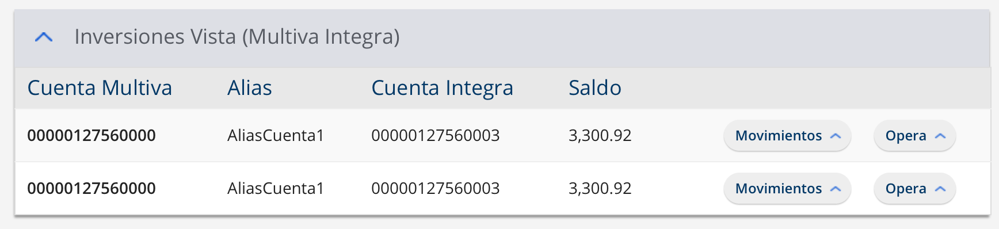 Inversiones Vista (Multiva Integra)
Cuenta Multiva Alias Cuenta Integra Saldo
00000127560000 AliasCuenta1 00000127560003 3,300.92 Movimientos Opera
00000127560000 AliasCuenta1 00000127560003 3,300.92 Movimientos Opera